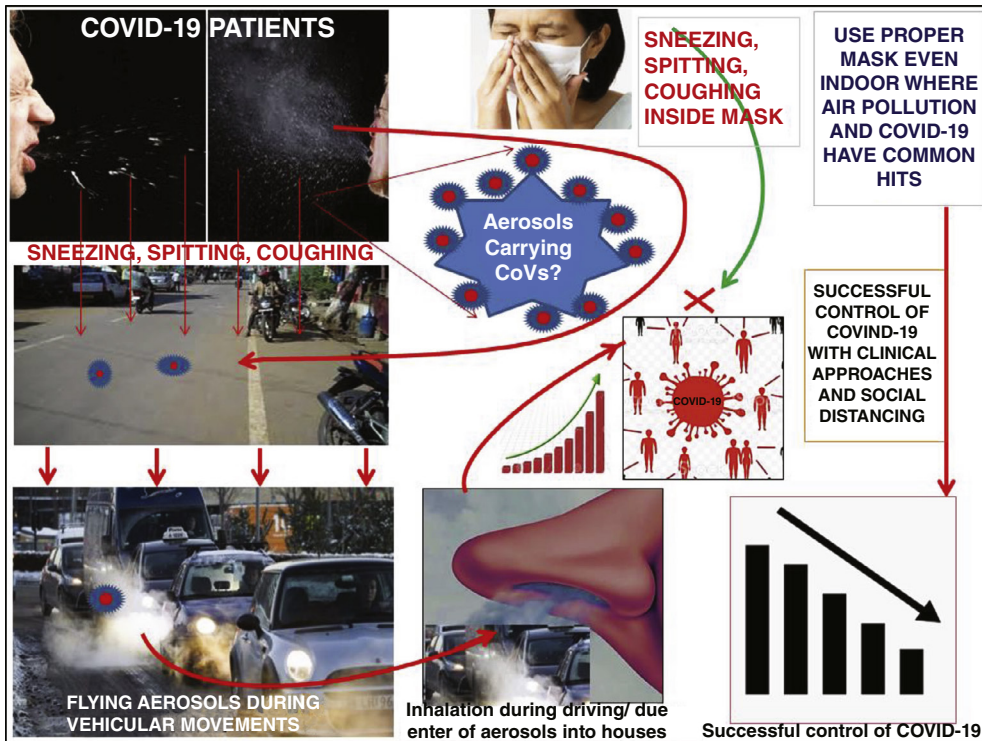 COVID-19 PATIENTS
SNEEZING,
SPITTING,
COUGHING
INSIDE MASK
USE PROPER
MASK EVEN
INDOOR WHERE
AIR POLLUTION
AND COVID-19
HAVE COMMON
HITS
Aerosols
Carrying
CoVs?
SNEEZING, SPITTING, COUGHING
SUCCESSFUL
CONTROL OF
COVIND-19
WITH CLINICAL
APPROACHES
AND SOCIAL
DISTANCING
COVID-19
FLYING AEROSOLS DURING
VEHICULAR MOVEMENTS
Inhalation during driving/ due
enter of aerosols into houses
Successful control of COVID-19